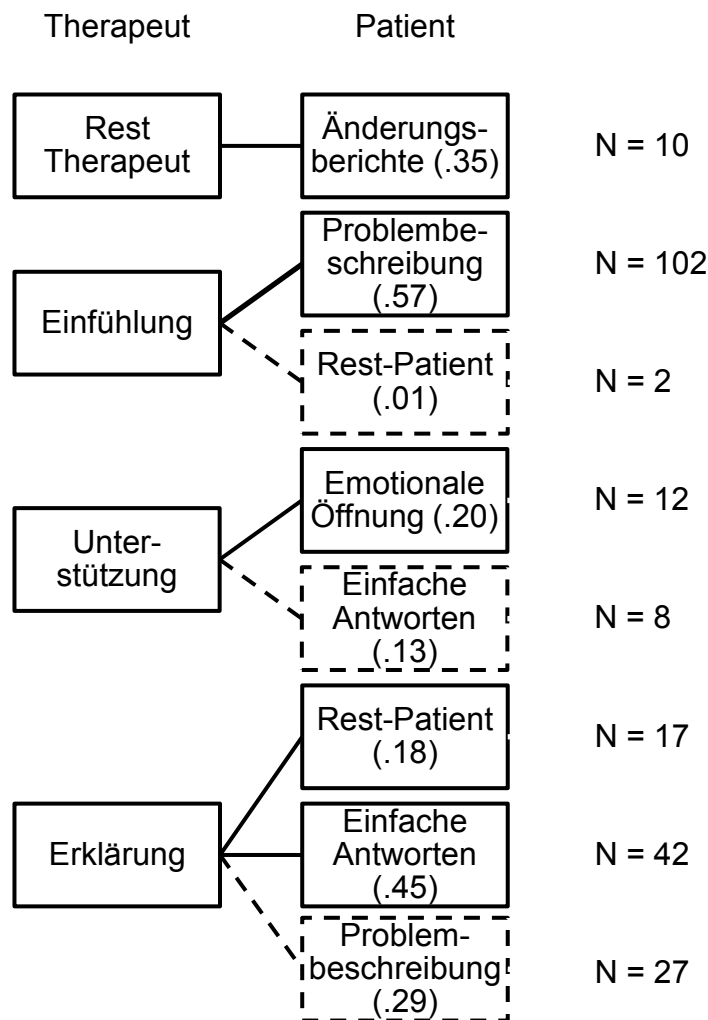 Therapeut Patient
Rest
Therapeut
Änderungs-
berichte (.35)
N = 10
Einfühlung
Problembe-
schreibung
(.57)
N = 102
Rest-Patient
(.01)
N = 2
Unter-
stützung
Emotionale
Öffnung (.20)
N = 12
Einfache
Antworten
(.13)
N = 8
Erklärung
Rest-Patient
(.18)
N = 17
Einfache
Antworten
(.45)
N = 42
Problem-
beschreibung
(.29)
N = 27